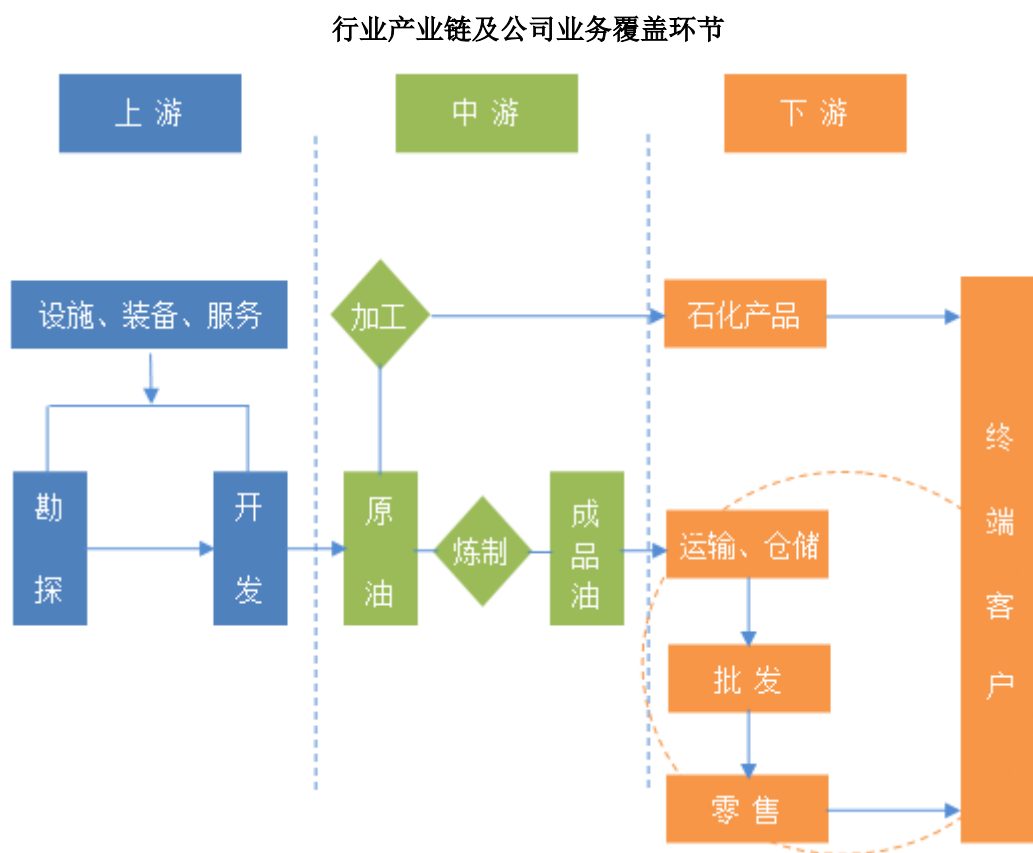 行业产业链及公司业务覆盖环节
上 游
中 游
下 游
设施、装备、服务
加工
石化产品
勘探
开发
原油
炼制
成品油
运输、仓储
批 发
零 售
终端客户